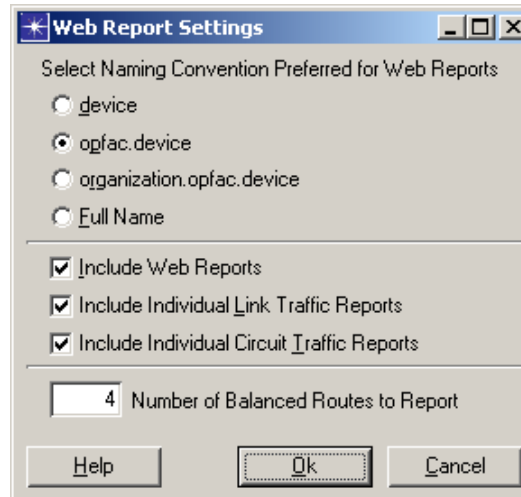 Web Report Settings
Select Naming Convention Preferred for Web Reports
device
opfac.device
organization.opfac.device
Full Name
Include Web Reports
Include Individual Link Traffic Reports
Include Individual Circuit Traffic Reports
4 Number of Balanced Routes to Report
Help Ok Cancel